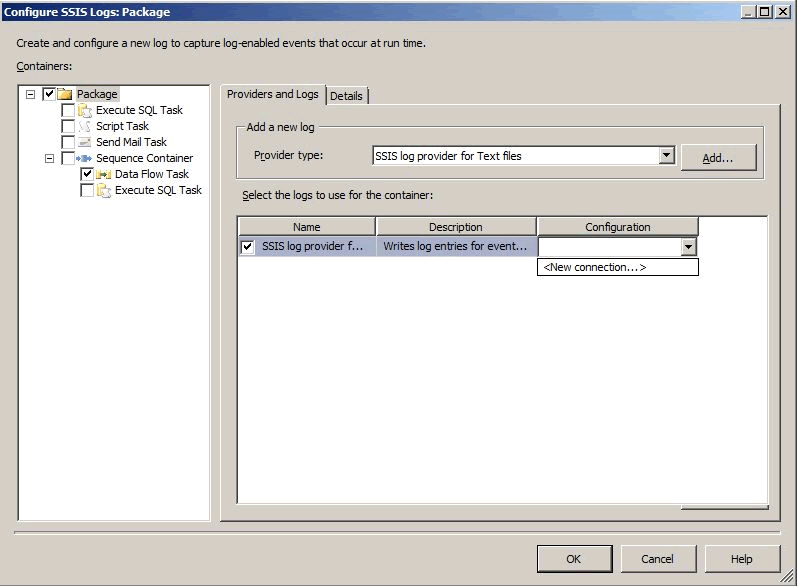 Configure SSIS Logs: Package
Create and configure a new log to capture log-enabled events that occur at run time.
Containers:
Package
Execute SQL Task
Script Task
Send Mail Task
Sequence Container
Data Flow Task
Execute SQL Task
Providers and Logs
Details
Add a new log
Provider type:
SSIS log provider for Text files
Add...
Select the logs to use for the container:
Name
Description
Configuration
SSIS log provider f...
Writes log entries for event...
<New connection...>
OK
Cancel
Help